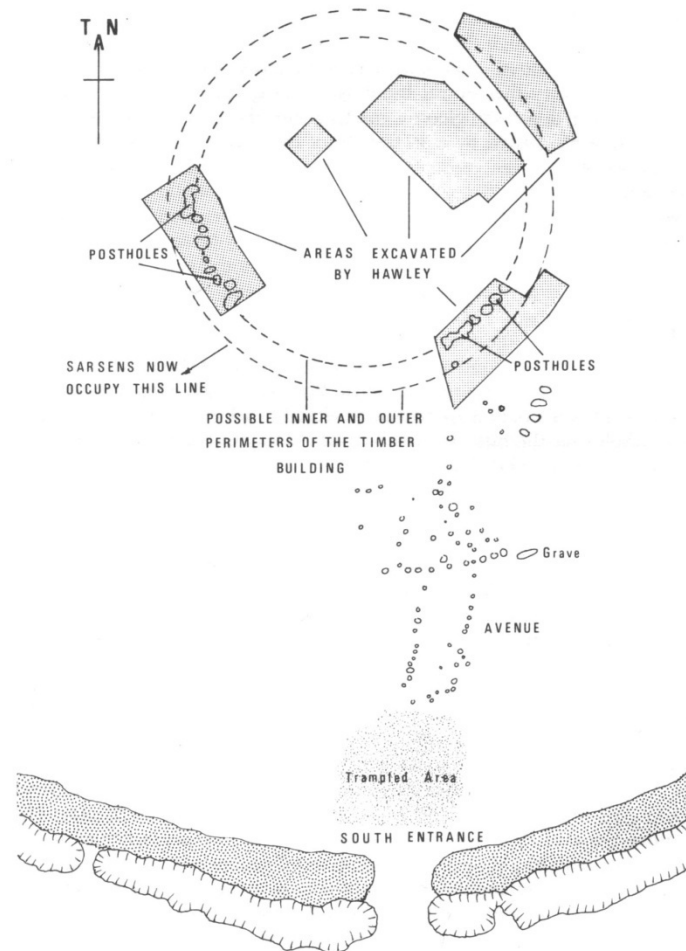 T N
A
POSTHOLES
AREAS EXCAVATED
BY HAWLEY
SARSENS NOW
OCCUPY THIS LINE
POSTHOLES
POSSIBLE INNER AND OUTER
PERIMETERS OF THE TIMBER
BUILDING
Grave
AVENUE
Trampled Area
SOUTH ENTRANCE